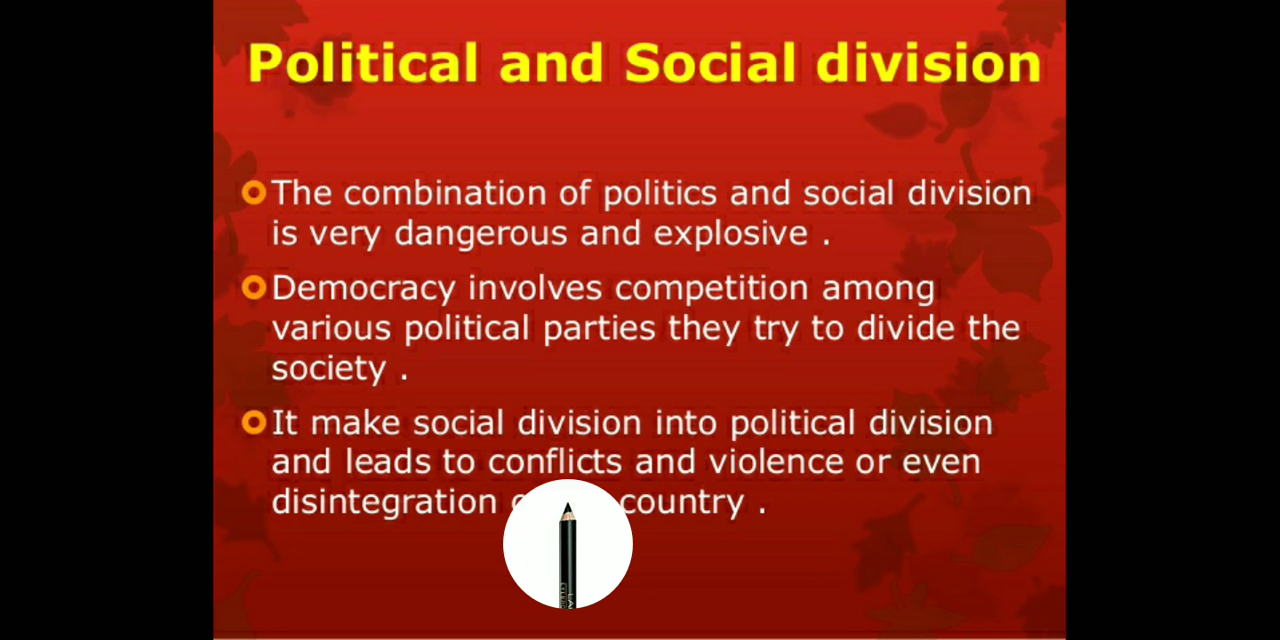 Political and Social division
The combination of politics and social division
is very dangerous and explosive .
Democracy involves competition among
various political parties they try to divide the
society .
It make social division into political division
and leads to conflicts and violence or even
disintegration country .